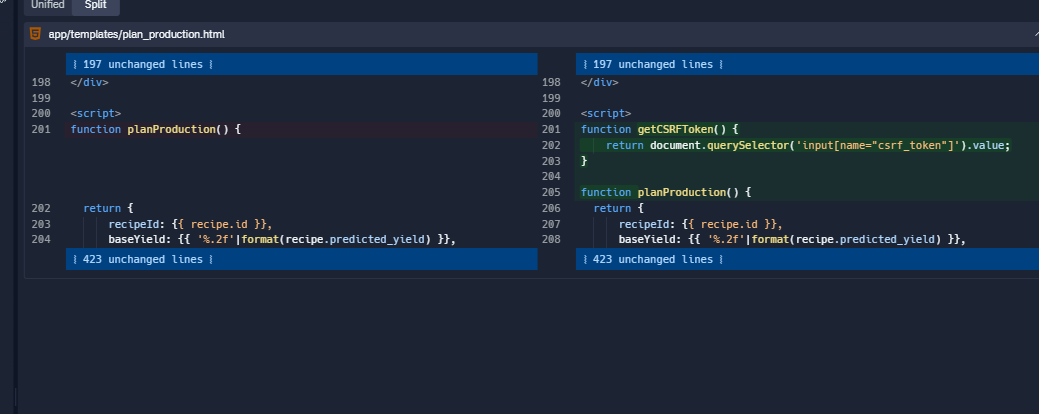 Unified Split
app/templates/plan_production.html
197 unchanged lines
198 </div>
199
200 <script>
201 function planProduction() {
202 return {
203 recipeId: {{ recipe.id }},
204 baseYield: {{ '%.2f'|format(recipe.predicted_yield) }},
423 unchanged lines
197 unchanged lines
198 </div>
199
200 <script>
201 function getCSRFToken() {
202 return document.querySelector('input[name="csrf_token"]').value;
203 }
204
205 function planProduction() {
206 return {
207 recipeId: {{ recipe.id }},
208 baseYield: {{ '%.2f'|format(recipe.predicted_yield) }},
423 unchanged lines